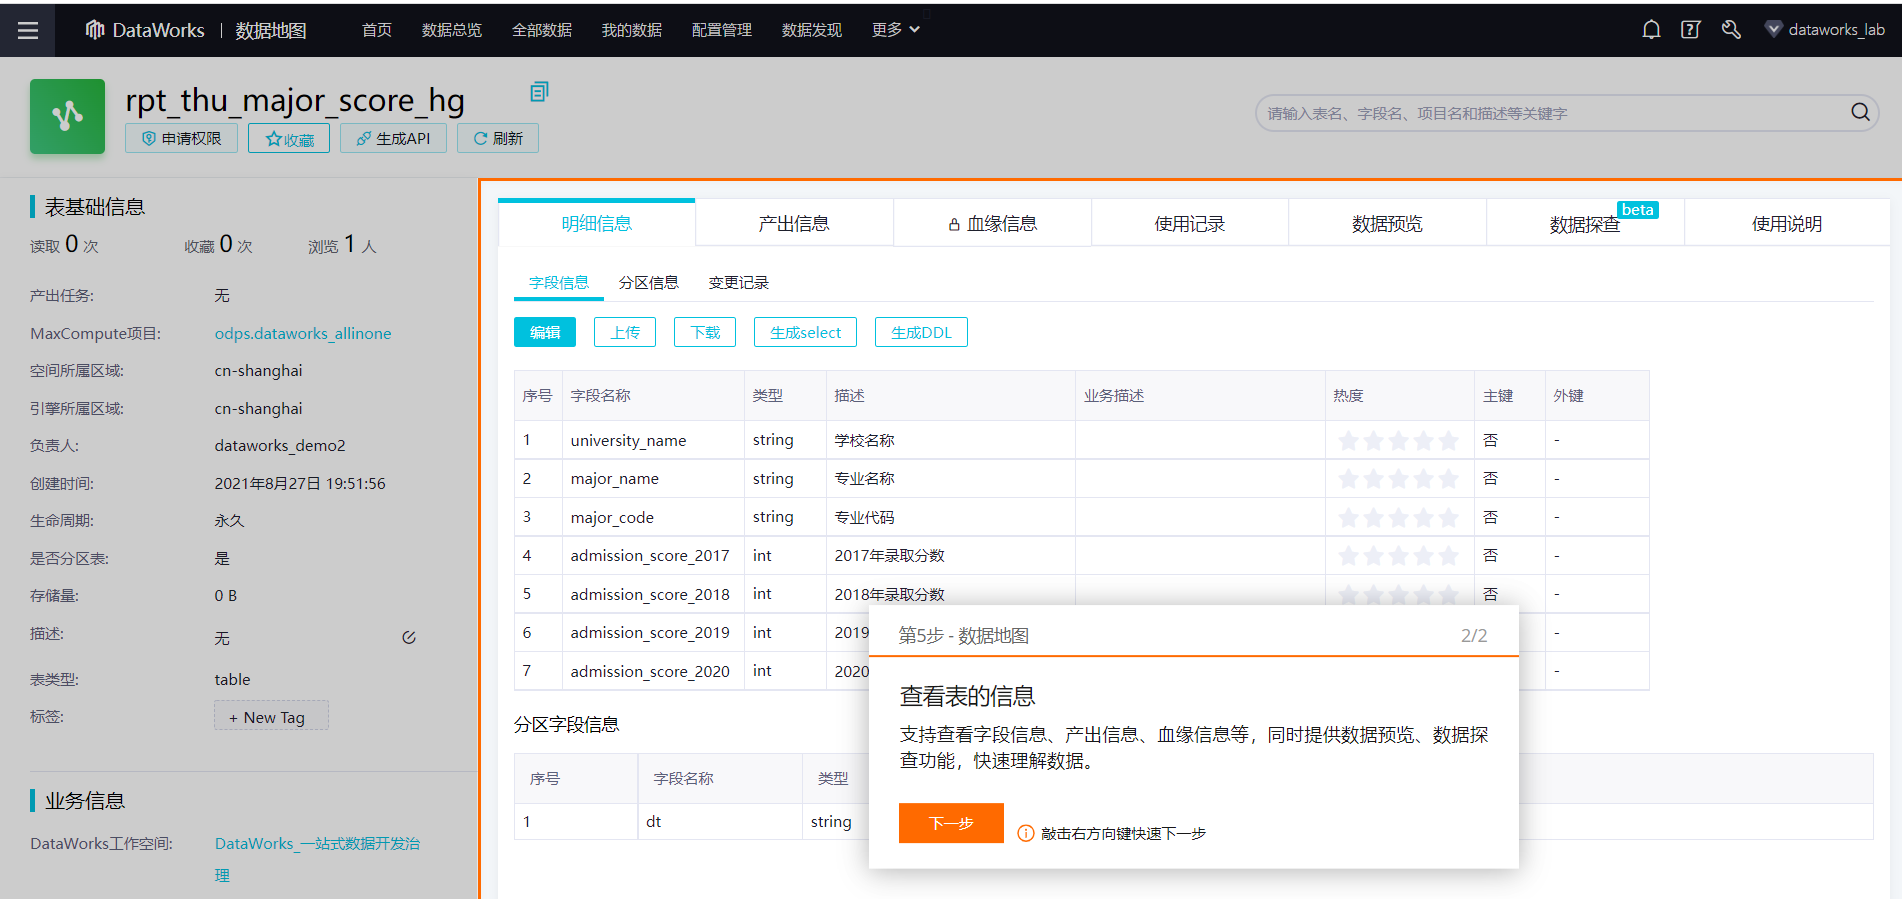 DataWorks | 数据地图 首页 数据总览 全部数据 我的数据 配置管理 数据发现 更多 dataworks_lab
rpt_thu_major_score_hg
请输入表名、字段名、项目名和描述等关键字
申请权限 收藏 生成API 刷新
表基础信息
读取 0 次 收藏 0 次 浏览 1 人
产出任务: 无
MaxCompute项目: odps.dataworks_allinone
空间所属区域: cn-shanghai
引擎所属区域: cn-shanghai
负责人: dataworks_demo2
创建时间: 2021年8月27日 19:51:56
生命周期: 永久
是否分区表: 是
存储量: 0 B
描述: 无
表类型: table
标签: + New Tag
业务信息
DataWorks工作空间: DataWorks_一站式数据开发治
理
明细信息 产出信息 血缘信息 使用记录 数据预览 数据探查 beta 使用说明
字段信息 分区信息 变更记录
编辑 上传 下载 生成select 生成DDL
序号 字段名称 类型 描述 业务描述 热度 主键 外键
1 university_name string 学校名称 否 -
2 major_name string 专业名称 否 -
3 major_code string 专业代码 否 -
4 admission_score_2017 int 2017年录取分数 否 -
5 admission_score_2018 int 2018年录取分数 否 -
6 admission_score_2019 int 2019 -
7 admission_score_2020 int 2020 -
分区字段信息
序号 字段名称 类型
1 dt string
第5步 - 数据地图 2/2
查看表的信息
支持查看字段信息、产出信息、血缘信息等，同时提供数据预览、数据探
查功能，快速理解数据。
下一步 敲击右方向键快速下一步